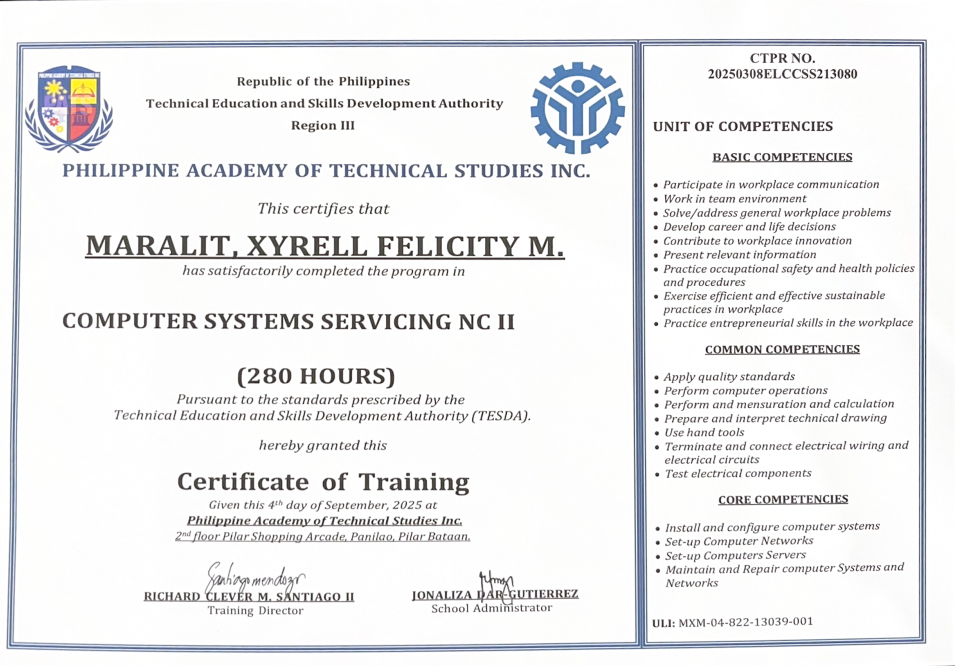 PHILIPPINE ACADEMY OF TECHNICAL STUDIES INC.
Republic of the Philippines
Technical Education and Skills Development Authority
Region III
PHILIPPINE ACADEMY OF TECHNICAL STUDIES INC.
This certifies that
MARALIT, XYRELL FELICITY M.
has satisfactorily completed the program in
COMPUTER SYSTEMS SERVICING NC II
(280 HOURS)
Pursuant to the standards prescribed by the
Technical Education and Skills Development Authority (TESDA).
hereby granted this
Certificate of Training
Given this 4th day of September, 2025 at
Philippine Academy of Technical Studies Inc.
2nd floor Pilar Shopping Arcade, Panilao, Pilar Bataan.
RICHARD CLEVER M. SANTIAGO II
Training Director
JONALIZA DAR-GUTIERREZ
School Administrator
CTPR NO.
20250308ELCCSS213080
UNIT OF COMPETENCIES
BASIC COMPETENCIES
• Participate in workplace communication
• Work in team environment
• Solve/address general workplace problems
• Develop career and life decisions
• Contribute to workplace innovation
• Present relevant information
• Practice occupational safety and health policies
and procedures
• Exercise efficient and effective sustainable
practices in workplace
• Practice entrepreneurial skills in the workplace
COMMON COMPETENCIES
• Apply quality standards
• Perform computer operations
• Perform and mensuration and calculation
• Prepare and interpret technical drawing
• Use hand tools
• Terminate and connect electrical wiring and
electrical circuits
• Test electrical components
CORE COMPETENCIES
• Install and configure computer systems
• Set-up Computer Networks
• Set-up Computers Servers
• Maintain and Repair computer Systems and
Networks
ULI: MXM-04-822-13039-001